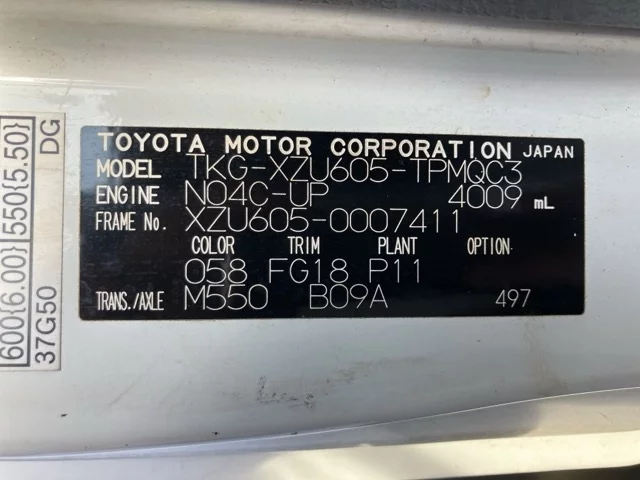 TOYOTA MOTOR CORPORATION JAPAN
MODEL TKG-XZU605-TPMQC3
ENGINE N04C-UP 4009 mL
FRAME No. XZU605-0007411
COLOR TRIM PLANT OPTION
058 FG18 P11
TRANS./AXLE M550 B09A 497
600{6.00} 550{5.50}
37G50 DG